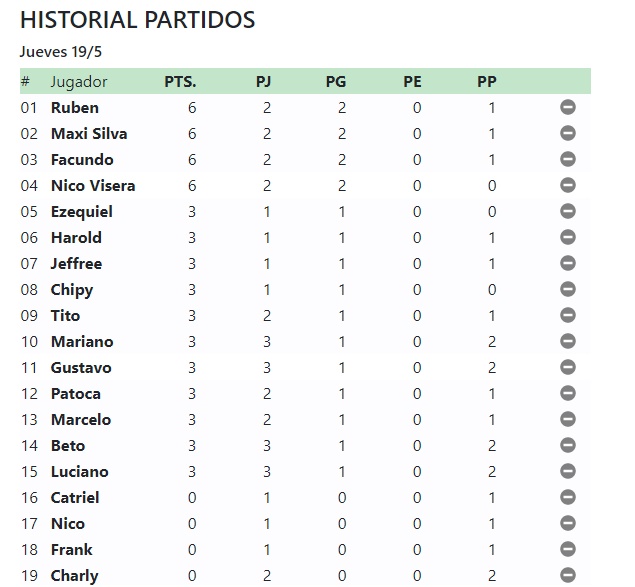 HISTORIAL PARTIDOS
Jueves 19/5
# Jugador PTS. PJ PG PE PP
01 Ruben 6 2 2 0 1
02 Maxi Silva 6 2 2 0 1
03 Facundo 6 2 2 0 1
04 Nico Visera 6 2 2 0 0
05 Ezequiel 3 1 1 0 0
06 Harold 3 1 1 0 1
07 Jeffree 3 1 1 0 1
08 Chipy 3 1 1 0 0
09 Tito 3 2 1 0 1
10 Mariano 3 3 1 0 2
11 Gustavo 3 3 1 0 2
12 Patoca 3 2 1 0 1
13 Marcelo 3 2 1 0 1
14 Beto 3 3 1 0 2
15 Luciano 3 3 1 0 2
16 Catriel 0 1 0 0 1
17 Nico 0 1 0 0 1
18 Frank 0 1 0 0 1
19 Charly 0 2 0 0 2